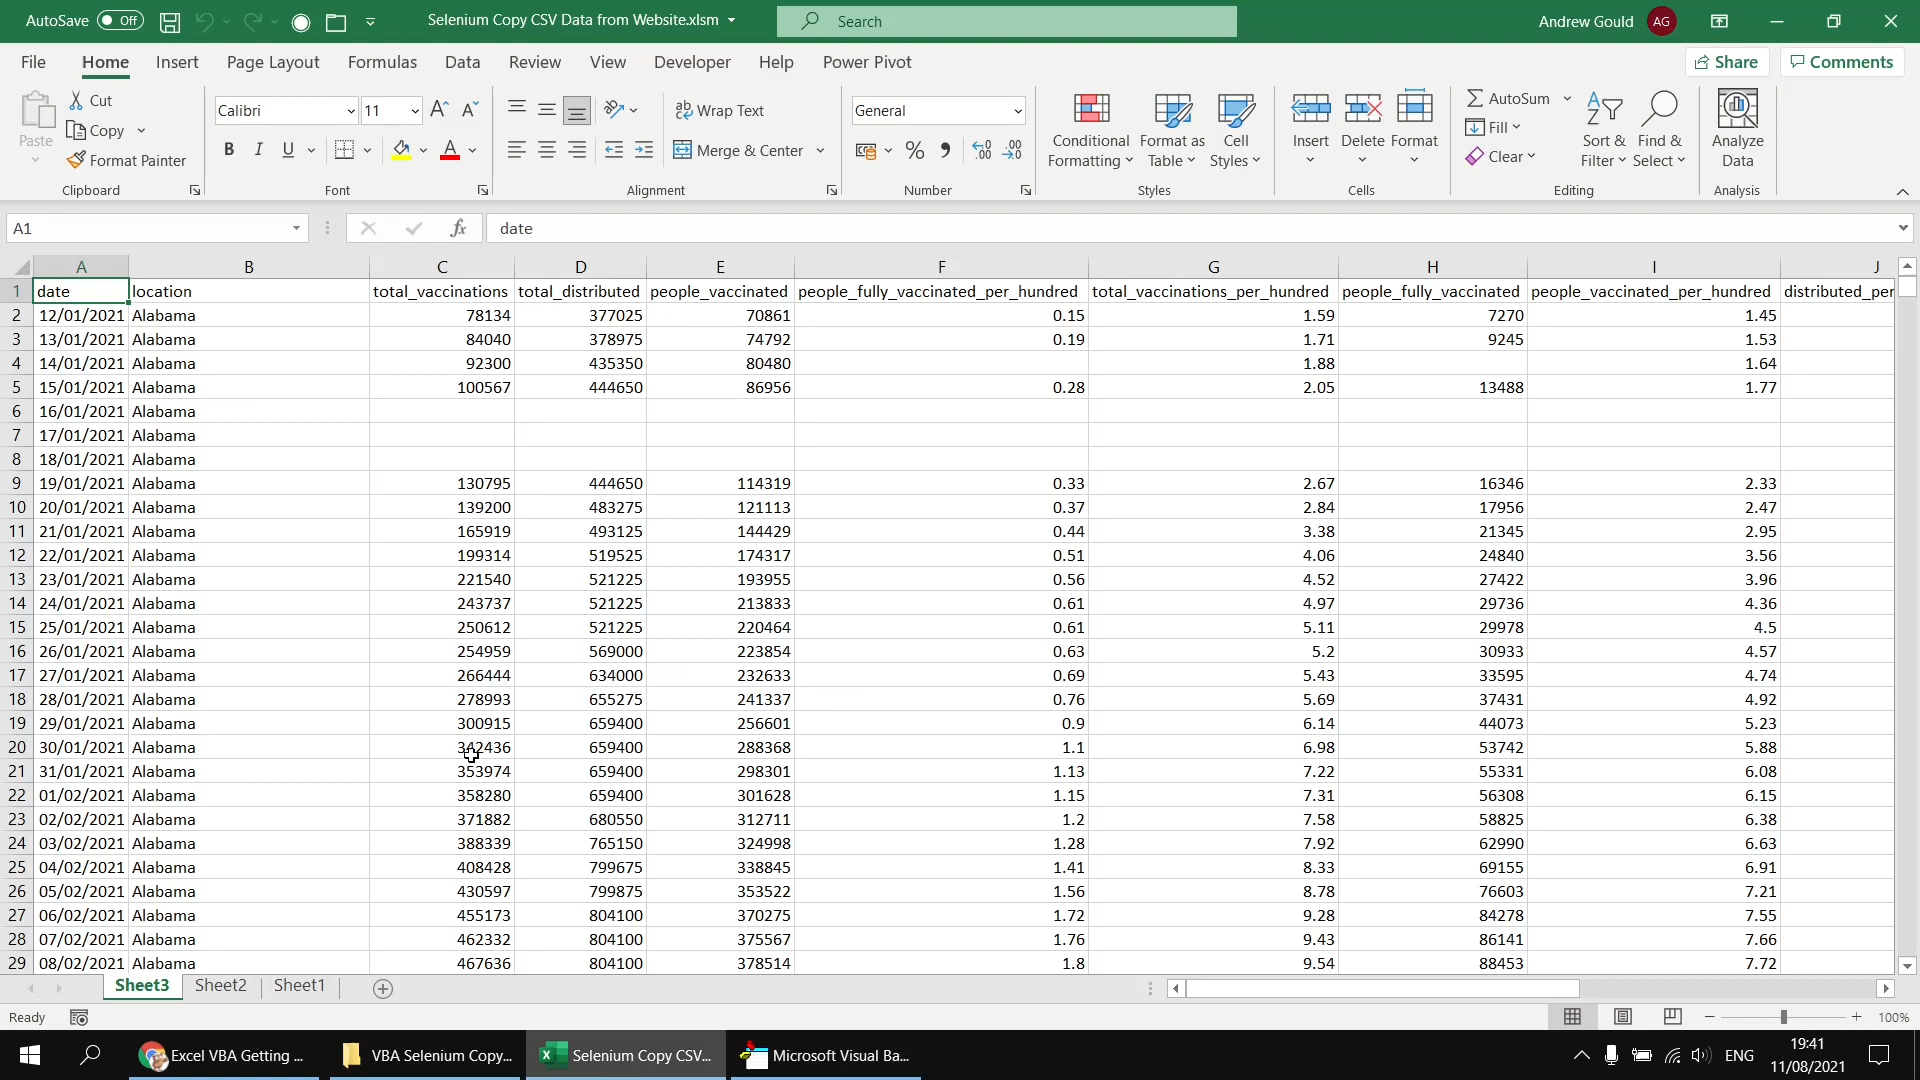 AutoSave Off Selenium Copy CSV Data from Website.xlsm Search Andrew Gould AG
File Home Insert Page Layout Formulas Data Review View Developer Help Power Pivot Share Comments
Paste Cut Copy Format Painter Clipboard
Calibri 11 B I U Font
Wrap Text Merge & Center Alignment
General % Number
Conditional Formatting Format as Table Cell Styles Styles
Insert Delete Format Cells
AutoSum Fill Clear Sort & Filter Find & Select Editing
Analyze Data Analysis
A1 fx date
A B C D E F G H I J
1 date location total_vaccinations total_distributed people_vaccinated people_fully_vaccinated_per_hundred total_vaccinations_per_hundred people_fully_vaccinated people_vaccinated_per_hundred distributed_per
2 12/01/2021 Alabama 78134 377025 70861 0.15 1.59 7270 1.45
3 13/01/2021 Alabama 84040 378975 74792 0.19 1.71 9245 1.53
4 14/01/2021 Alabama 92300 435350 80480 1.88 1.64
5 15/01/2021 Alabama 100567 444650 86956 0.28 2.05 13488 1.77
6 16/01/2021 Alabama
7 17/01/2021 Alabama
8 18/01/2021 Alabama
9 19/01/2021 Alabama 130795 444650 114319 0.33 2.67 16346 2.33
10 20/01/2021 Alabama 139200 483275 121113 0.37 2.84 17956 2.47
11 21/01/2021 Alabama 165919 493125 144429 0.44 3.38 21345 2.95
12 22/01/2021 Alabama 199314 519525 174317 0.51 4.06 24840 3.56
13 23/01/2021 Alabama 221540 521225 193955 0.56 4.52 27422 3.96
14 24/01/2021 Alabama 243737 521225 213833 0.61 4.97 29736 4.36
15 25/01/2021 Alabama 250612 521225 220464 0.61 5.11 29978 4.5
16 26/01/2021 Alabama 254959 569000 223854 0.63 5.2 30933 4.57
17 27/01/2021 Alabama 266444 634000 232633 0.69 5.43 33595 4.74
18 28/01/2021 Alabama 278993 655275 241337 0.76 5.69 37431 4.92
19 29/01/2021 Alabama 300915 659400 256601 0.9 6.14 44073 5.23
20 30/01/2021 Alabama 342436 659400 288368 1.1 6.98 53742 5.88
21 31/01/2021 Alabama 353974 659400 298301 1.13 7.22 55331 6.08
22 01/02/2021 Alabama 358280 659400 301628 1.15 7.31 56308 6.15
23 02/02/2021 Alabama 371882 680550 312711 1.2 7.58 58825 6.38
24 03/02/2021 Alabama 388339 765150 324998 1.28 7.92 62990 6.63
25 04/02/2021 Alabama 408428 799675 338845 1.41 8.33 69155 6.91
26 05/02/2021 Alabama 430597 799875 353522 1.56 8.78 76603 7.21
27 06/02/2021 Alabama 455173 804100 370275 1.72 9.28 84278 7.55
28 07/02/2021 Alabama 462332 804100 375567 1.76 9.43 86141 7.66
29 08/02/2021 Alabama 467636 804100 378514 1.8 9.54 88453 7.72
Sheet3 Sheet2 Sheet1
Ready 100%
Excel VBA Getting ... VBA Selenium Copy... Selenium Copy CSV... Microsoft Visual Ba... ENG 19:41
11/08/2021